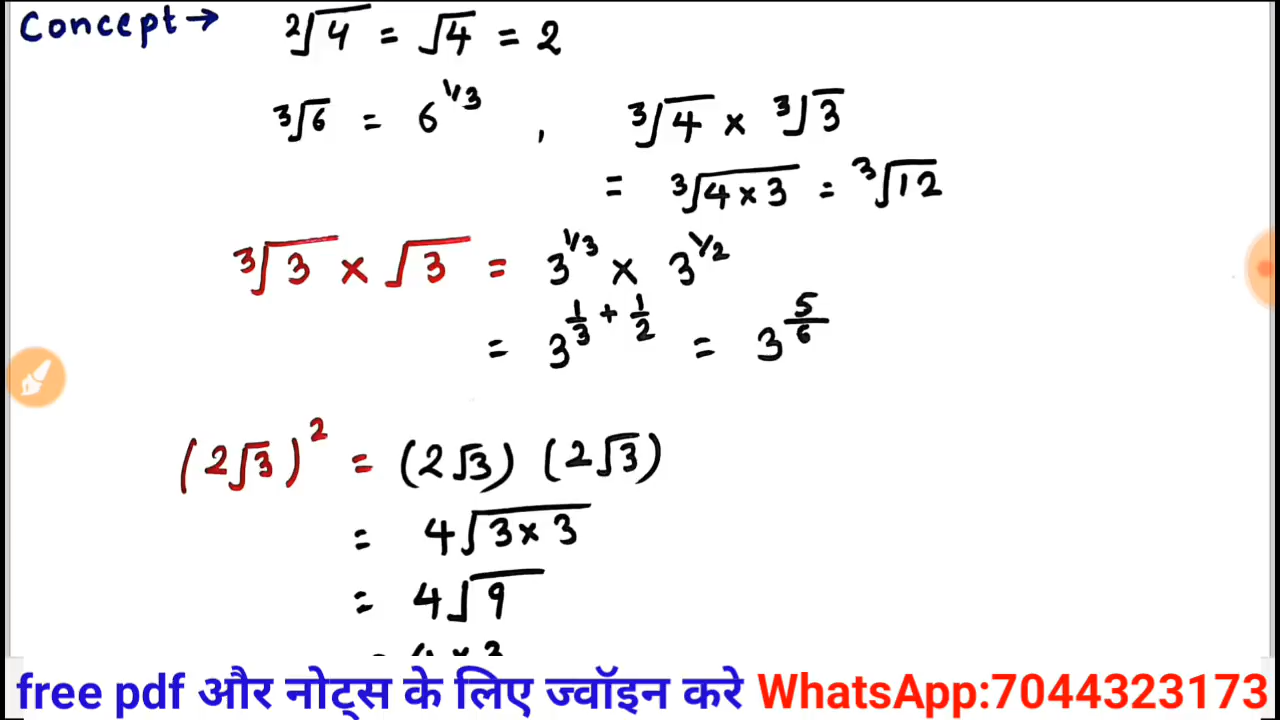 Concept → ²√4 = √4 = 2
³√6 = 6^1/3 , ³√4 × ³√3
= ³√4×3 = ³√12
³√3 × √3 = 3^1/3 × 3^1/2
= 3^1/3 + 1/2 = 3^5/6
(2√3)² = (2√3) (2√3)
= 4√3×3
= 4√9
= 4×3
free pdf और नोट्स के लिए ज्वॉइन करे WhatsApp:7044323173